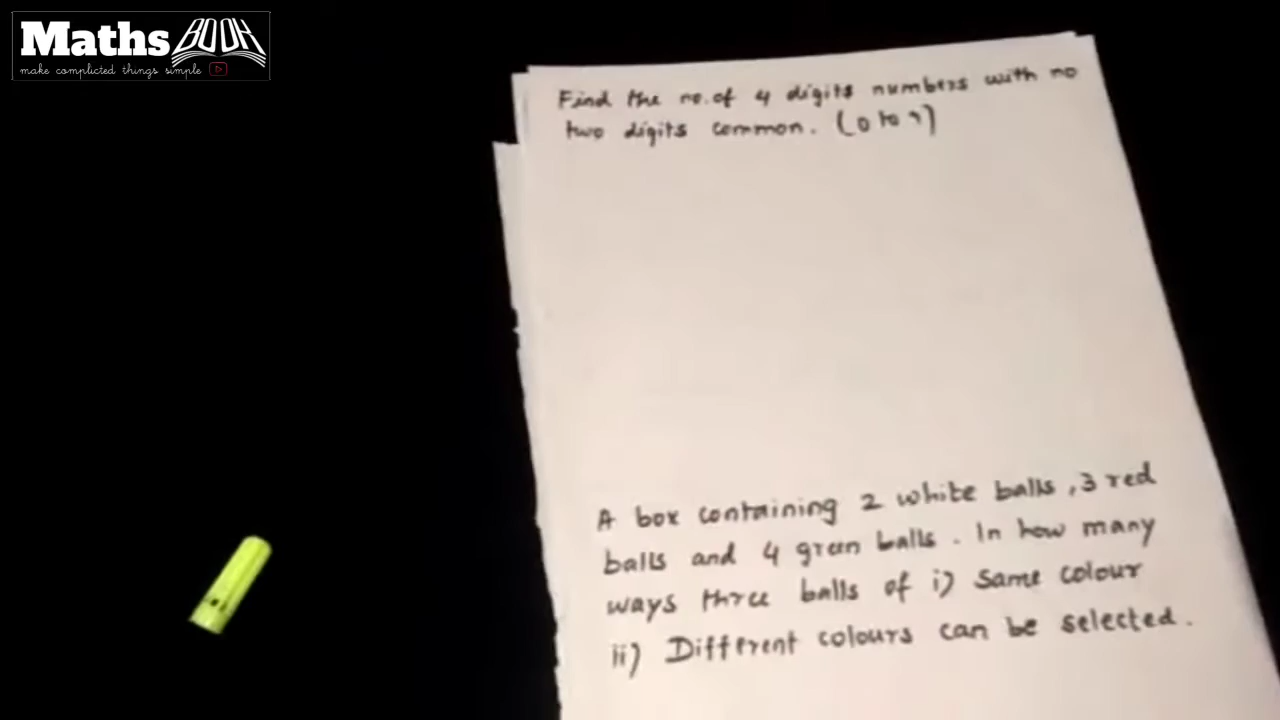 Maths BOOK
make complicted things simple
Find the no. of 4 digits numbers with no
two digits common. (0 to 9)
A box containing 2 white balls, 3 red
balls and 4 green balls. In how many
ways three balls of i) Same colour
ii) Different colours can be selected.